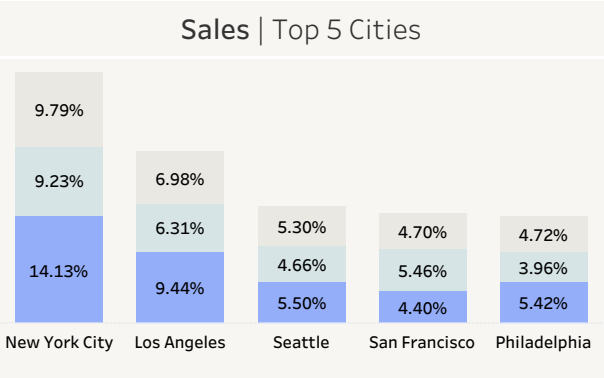 Sales | Top 5 Cities
9.79%
9.23%
14.13%
6.98%
6.31%
9.44%
5.30%
4.66%
5.50%
4.70%
5.46%
4.40%
4.72%
3.96%
5.42%
New York City
Los Angeles
Seattle
San Francisco
Philadelphia